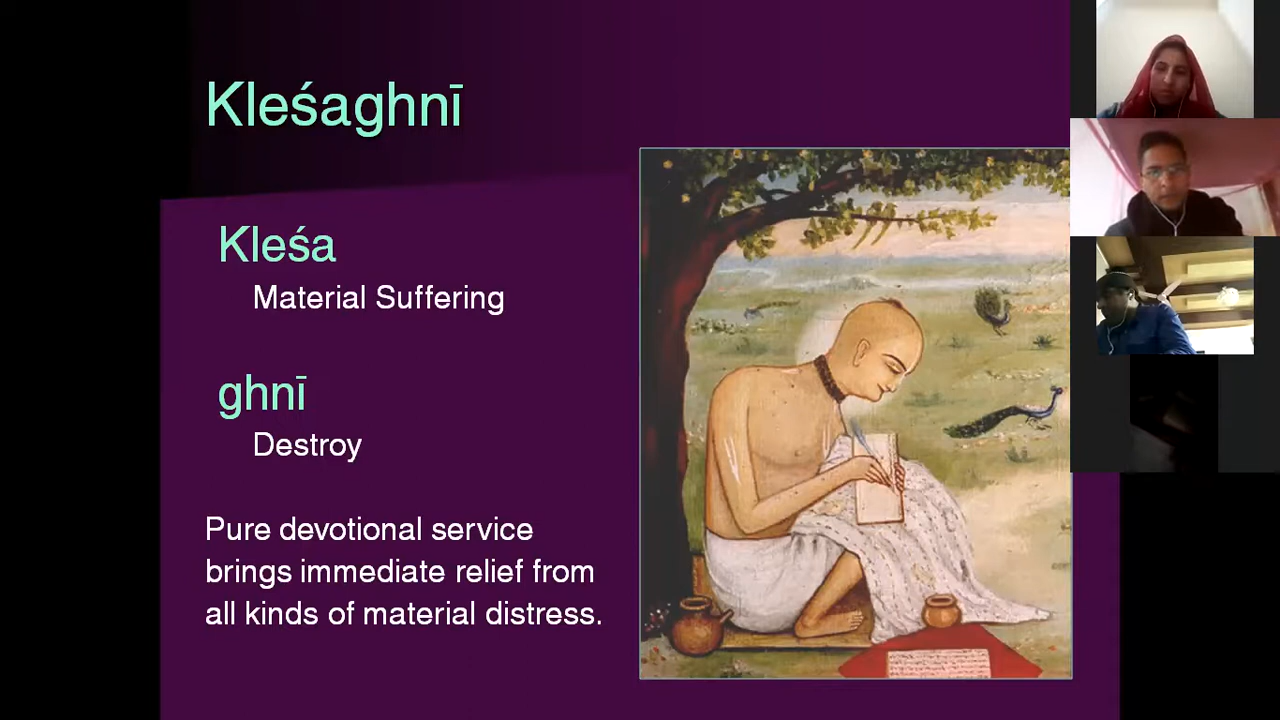 Kleśaghnī
Kleśa
Material Suffering
ghnī
Destroy
Pure devotional service
brings immediate relief from
all kinds of material distress.